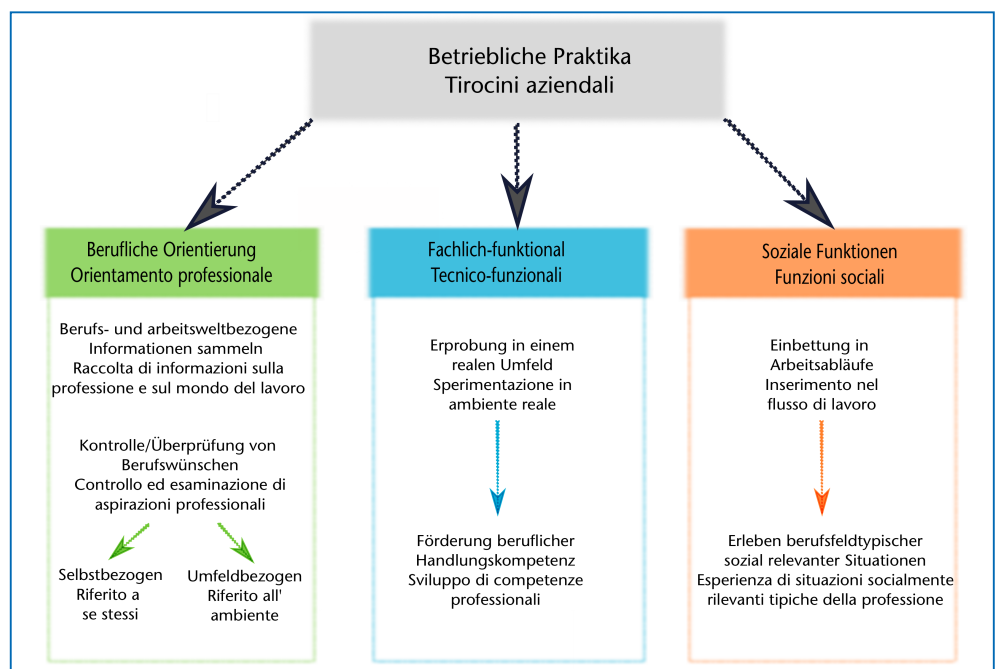 Betriebliche Praktika
Tirocini aziendali
Berufliche Orientierung
Orientamento professionale
Berufs- und arbeitsweltbezogene
Informationen sammeln
Raccolta di informazioni sulla
professione e sul mondo del lavoro
Kontrolle/Überprüfung von
Berufswünschen
Controllo ed esaminazione di
aspirazioni professionali
Selbstbezogen
Riferito a
se stessi
Umfeldbezogen
Riferito all'
ambiente
Fachlich-funktional
Tecnico-funzionali
Erprobung in einem
realen Umfeld
Sperimentazione in
ambiente reale
Förderung beruflicher
Handlungskompetenz
Sviluppo di competenze
professionali
Soziale Funktionen
Funzioni sociali
Einbettung in
Arbeitsabläufe
Inserimento nel
flusso di lavoro
Erleben berufsfeldtypischer
sozial relevanter Situationen
Esperienza di situazioni socialmente
rilevanti tipiche della professione